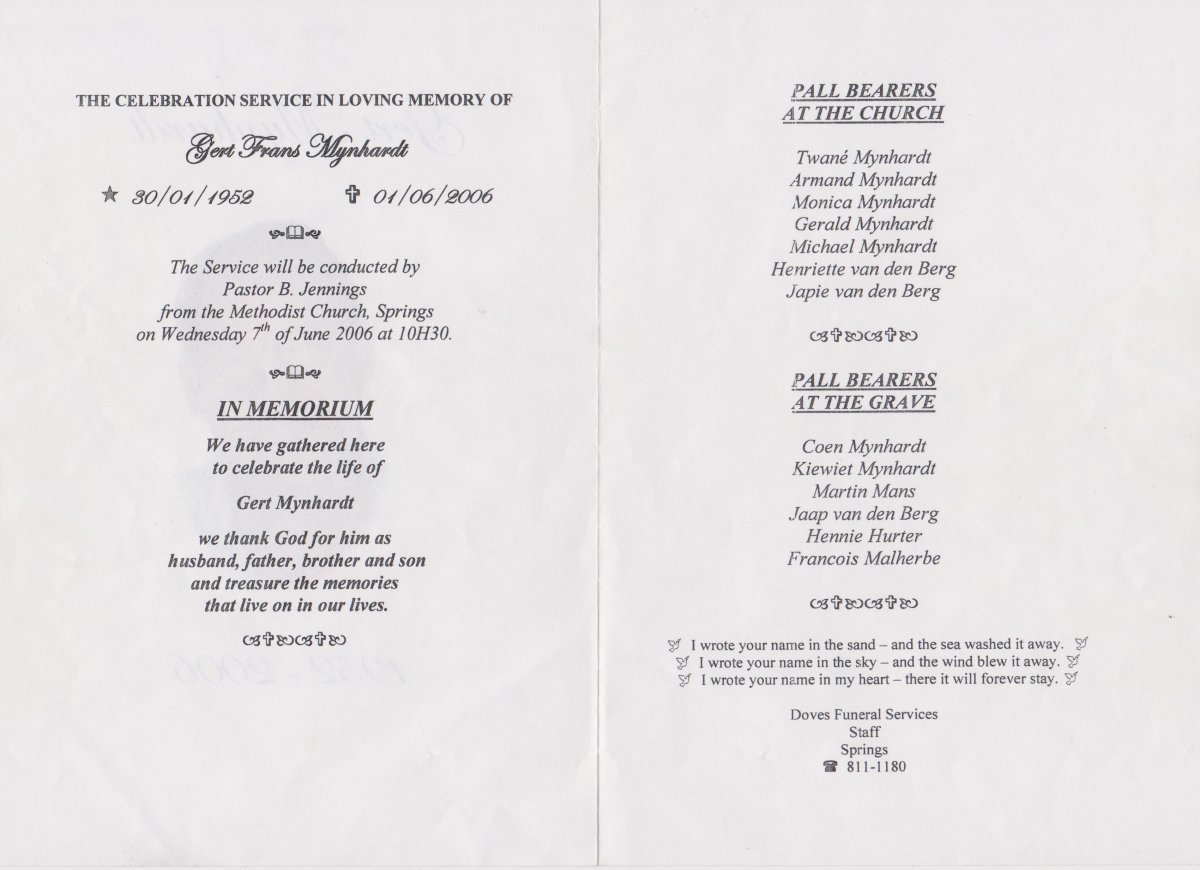 THE CELEBRATION SERVICE IN LOVING MEMORY OF
Gert Frans Mynhardt
30/01/1952 01/06/2006
The Service will be conducted by
Pastor B. Jennings
from the Methodist Church, Springs
on Wednesday 7th of June 2006 at 10H30.
IN MEMORIUM
We have gathered here
to celebrate the life of
Gert Mynhardt
we thank God for him as
husband, father, brother and son
and treasure the memories
that live on in our lives.
PALL BEARERS
AT THE CHURCH
Twané Mynhardt
Armand Mynhardt
Monica Mynhardt
Gerald Mynhardt
Michael Mynhardt
Henriette van den Berg
Japie van den Berg
PALL BEARERS
AT THE GRAVE
Coen Mynhardt
Kiewiet Mynhardt
Martin Mans
Jaap van den Berg
Hennie Hurter
Francois Malherbe
I wrote your name in the sand – and the sea washed it away.
I wrote your name in the sky – and the wind blew it away.
I wrote your name in my heart – there it will forever stay.
Doves Funeral Services
Staff
Springs
☎ 811-1180